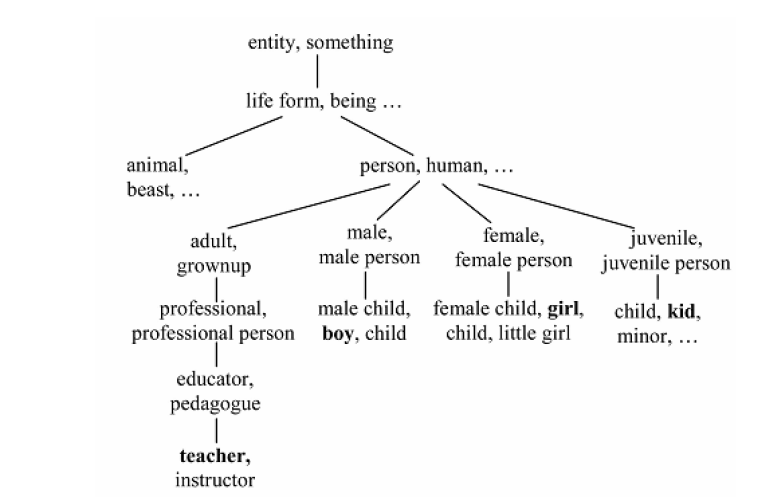 entity, something
life form, being …
animal,
beast, …
person, human, …
adult,
grownup
male,
male person
female,
female person
juvenile,
juvenile person
professional,
professional person
male child,
boy, child
female child, girl,
child, little girl
child, kid,
minor, …
educator,
pedagogue
teacher,
instructor